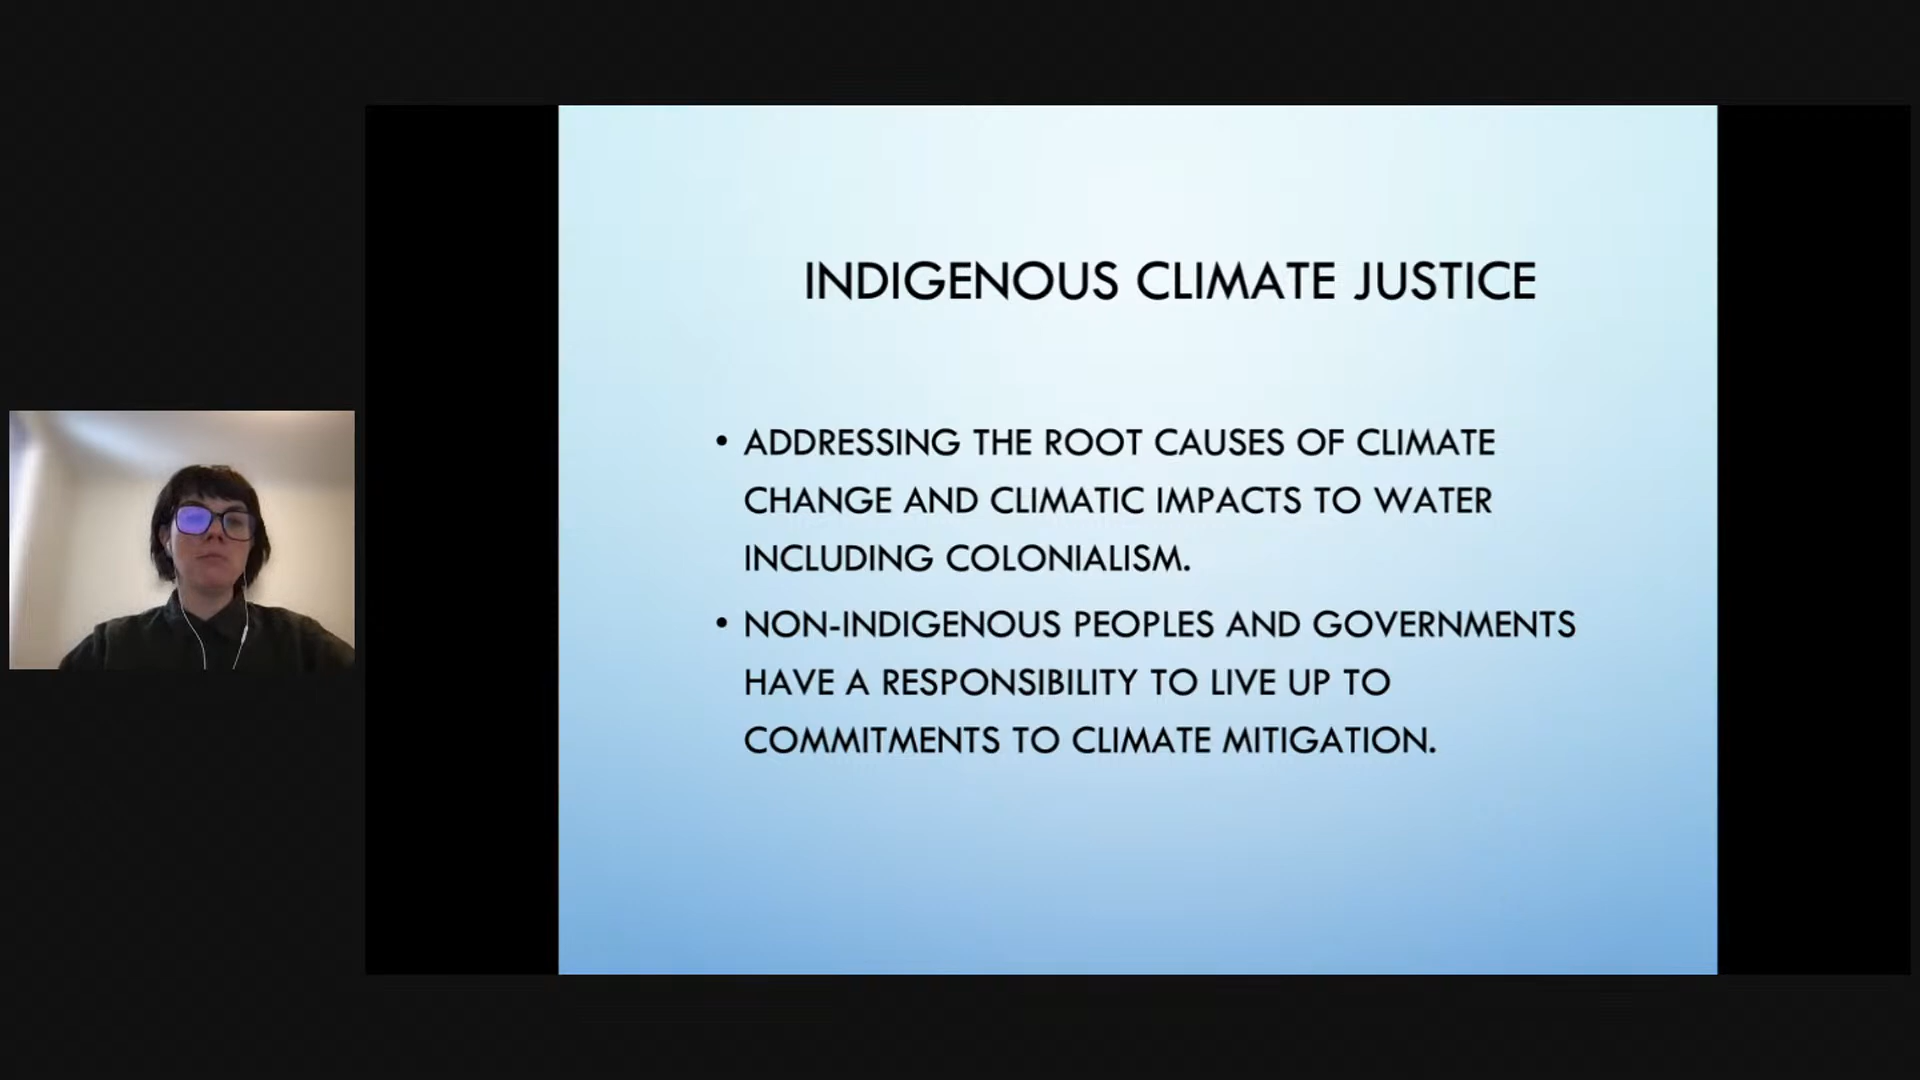 INDIGENOUS CLIMATE JUSTICE
• ADDRESSING THE ROOT CAUSES OF CLIMATE
CHANGE AND CLIMATIC IMPACTS TO WATER
INCLUDING COLONIALISM.
• NON-INDIGENOUS PEOPLES AND GOVERNMENTS
HAVE A RESPONSIBILITY TO LIVE UP TO
COMMITMENTS TO CLIMATE MITIGATION.